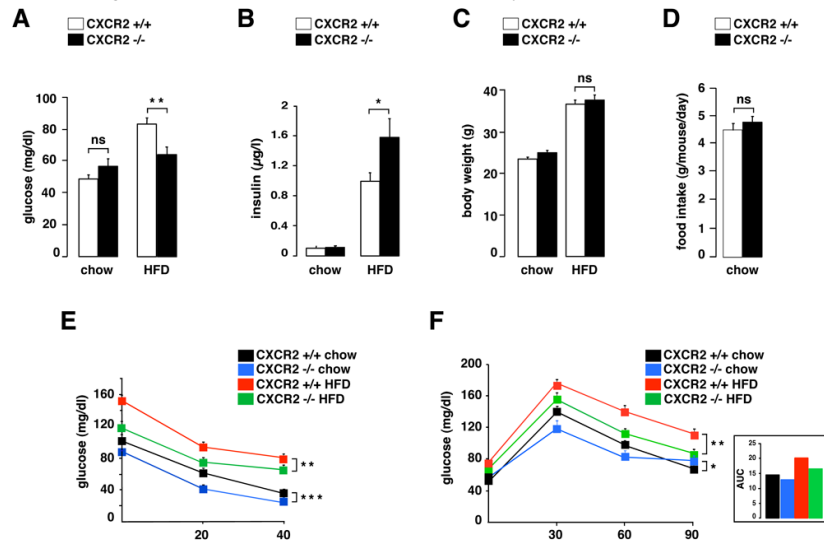 A
CXCR2 +/+
CXCR2 -/-
glucose (mg/dl)
100
80
60
40
20
0
ns
**
chow
HFD
B
CXCR2 +/+
CXCR2 -/-
insulin (µg/l)
2
1.6
1.2
0.8
0.4
0
*
chow
HFD
C
CXCR2 +/+
CXCR2 -/-
body weight (g)
40
30
20
10
0
ns
chow
HFD
D
CXCR2 +/+
CXCR2 -/-
food intake (g/mouse/day)
6
5
4
3
2
1
0
ns
chow
E
CXCR2 +/+ chow
CXCR2 -/- chow
CXCR2 +/+ HFD
CXCR2 -/- HFD
glucose (mg/dl)
160
120
80
40
0
**
***
20
40
F
CXCR2 +/+ chow
CXCR2 -/- chow
CXCR2 +/+ HFD
CXCR2 -/- HFD
glucose (mg/dl)
200
160
120
80
40
0
**
*
30
60
90
AUC
25
20
15
10
5
0